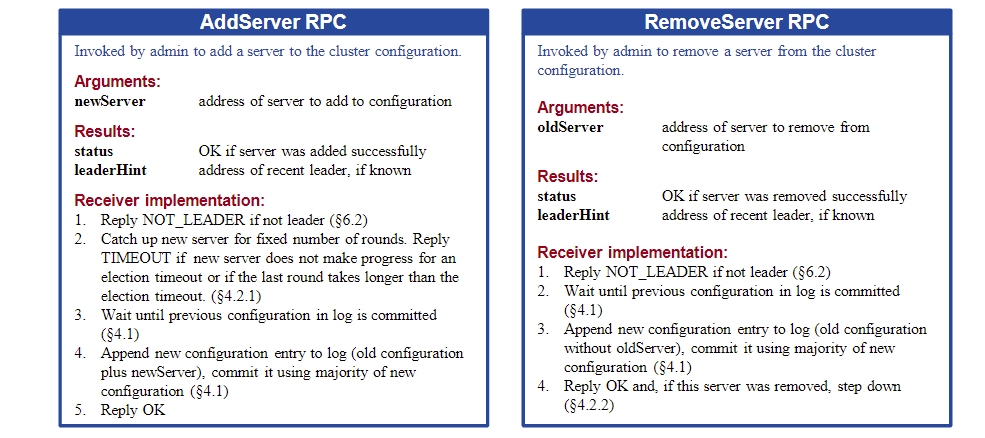 AddServer RPC
Invoked by admin to add a server to the cluster configuration.
Arguments:
newServer address of server to add to configuration
Results:
status OK if server was added successfully
leaderHint address of recent leader, if known
Receiver implementation:
1. Reply NOT_LEADER if not leader (§6.2)
2. Catch up new server for fixed number of rounds. Reply
TIMEOUT if new server does not make progress for an
election timeout or if the last round takes longer than the
election timeout. (§4.2.1)
3. Wait until previous configuration in log is committed
(§4.1)
4. Append new configuration entry to log (old configuration
plus newServer), commit it using majority of new
configuration (§4.1)
5. Reply OK
RemoveServer RPC
Invoked by admin to remove a server from the cluster
configuration.
Arguments:
oldServer address of server to remove from
configuration
Results:
status OK if server was removed successfully
leaderHint address of recent leader, if known
Receiver implementation:
1. Reply NOT_LEADER if not leader (§6.2)
2. Wait until previous configuration in log is committed
(§4.1)
3. Append new configuration entry to log (old configuration
without oldServer), commit it using majority of new
configuration (§4.1)
4. Reply OK and, if this server was removed, step down
(§4.2.2)